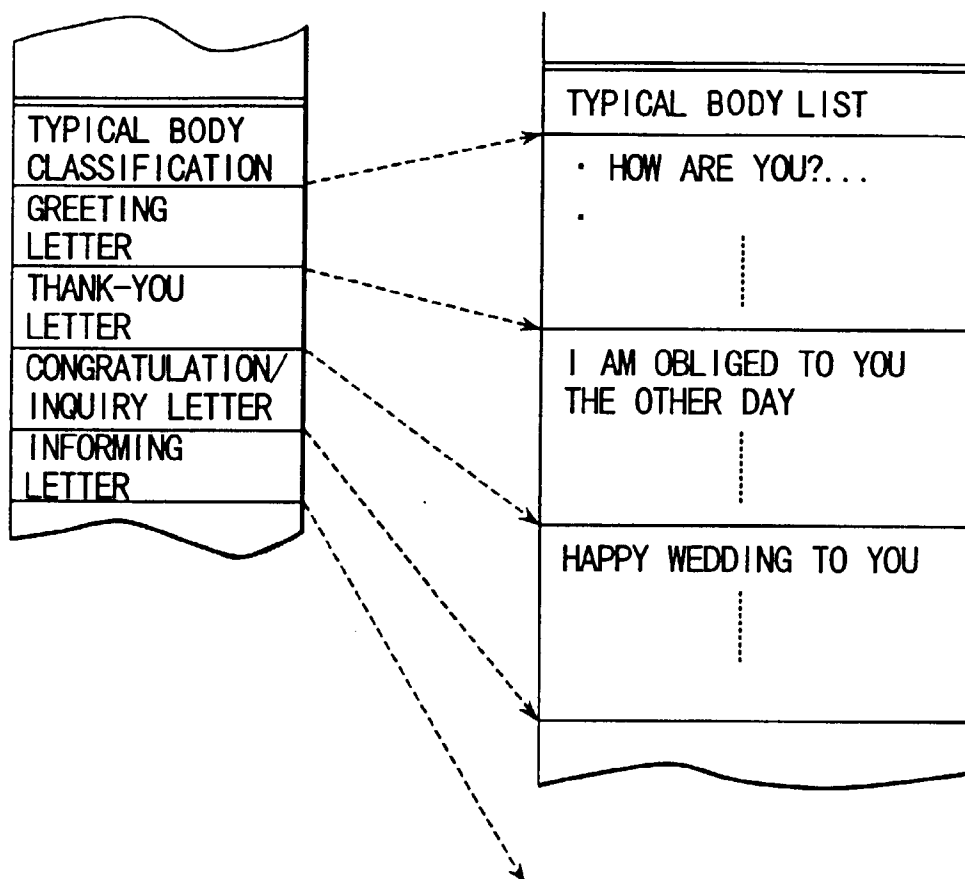 TYPICAL BODY
CLASSIFICATION
GREETING
LETTER
THANK-YOU
LETTER
CONGRATULATION/
INQUIRY LETTER
INFORMING
LETTER
TYPICAL BODY LIST
· HOW ARE YOU?...
·
I AM OBLIGED TO YOU
THE OTHER DAY
HAPPY WEDDING TO YOU